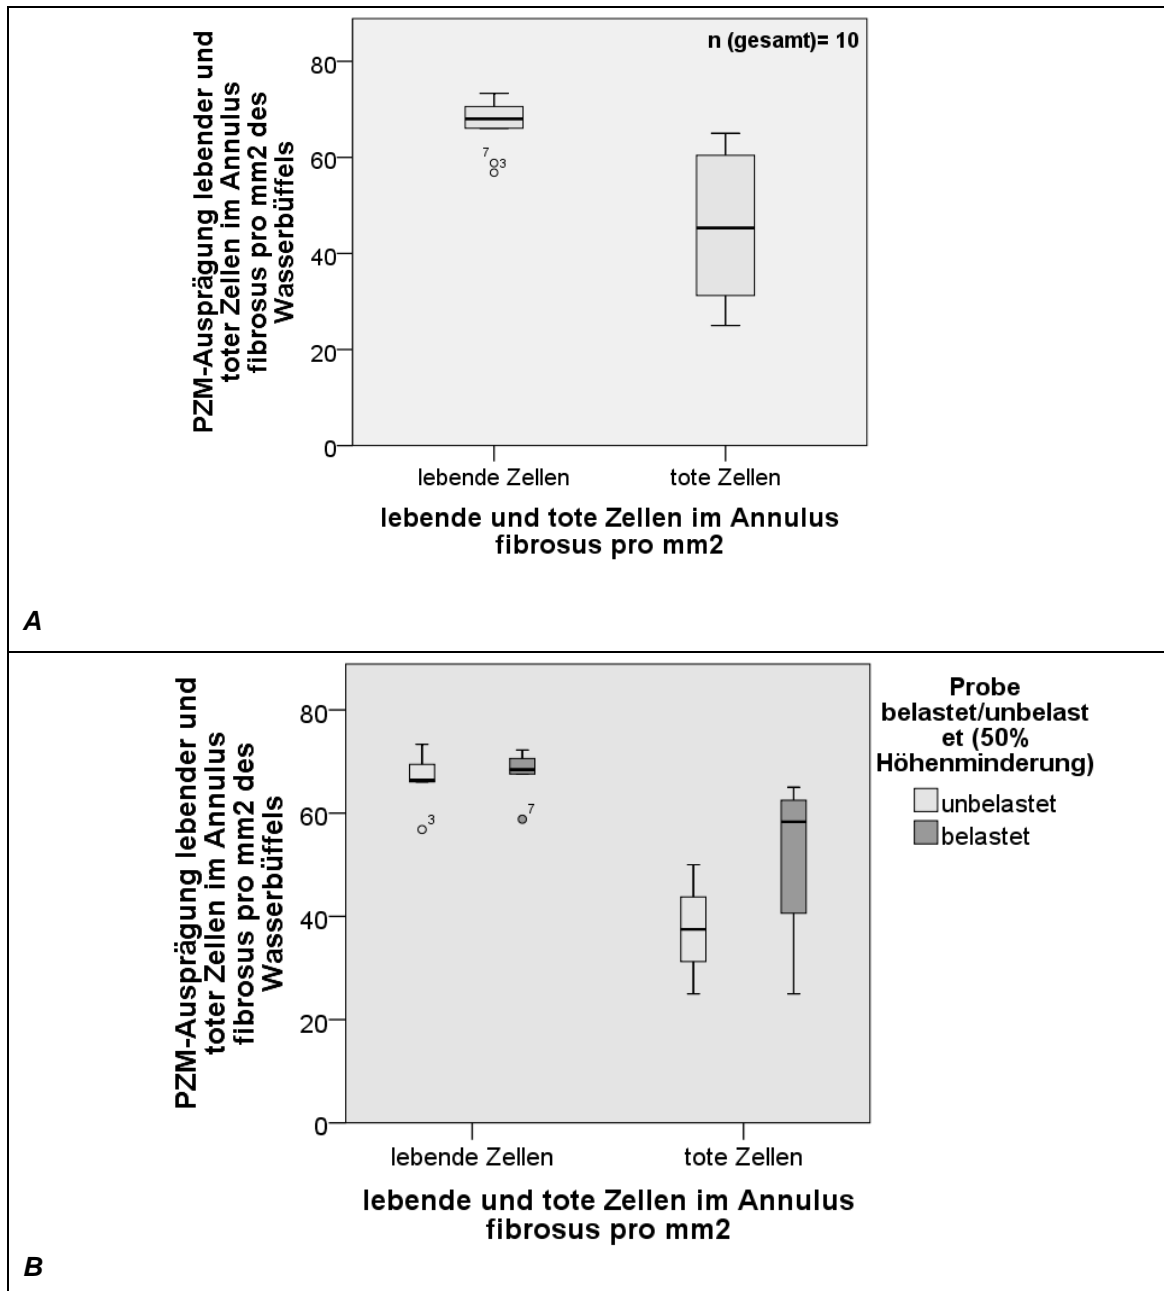 PZM-Ausprägung lebender und
toter Zellen im Annulus
fibrosus pro mm2 des
Wasserbüffels
n (gesamt)= 10
80
60
40
20
0
7
3
lebende Zellen
tote Zellen
lebende und tote Zellen im Annulus
fibrosus pro mm2
A
PZM-Ausprägung lebender und
toter Zellen im Annulus
fibrosus pro mm2 des
Wasserbüffels
80
60
40
20
0
3
7
lebende Zellen
tote Zellen
lebende und tote Zellen im Annulus
fibrosus pro mm2
Probe
belastet/unbelast
et (50%
Höhenminderung)
unbelastet
belastet
B